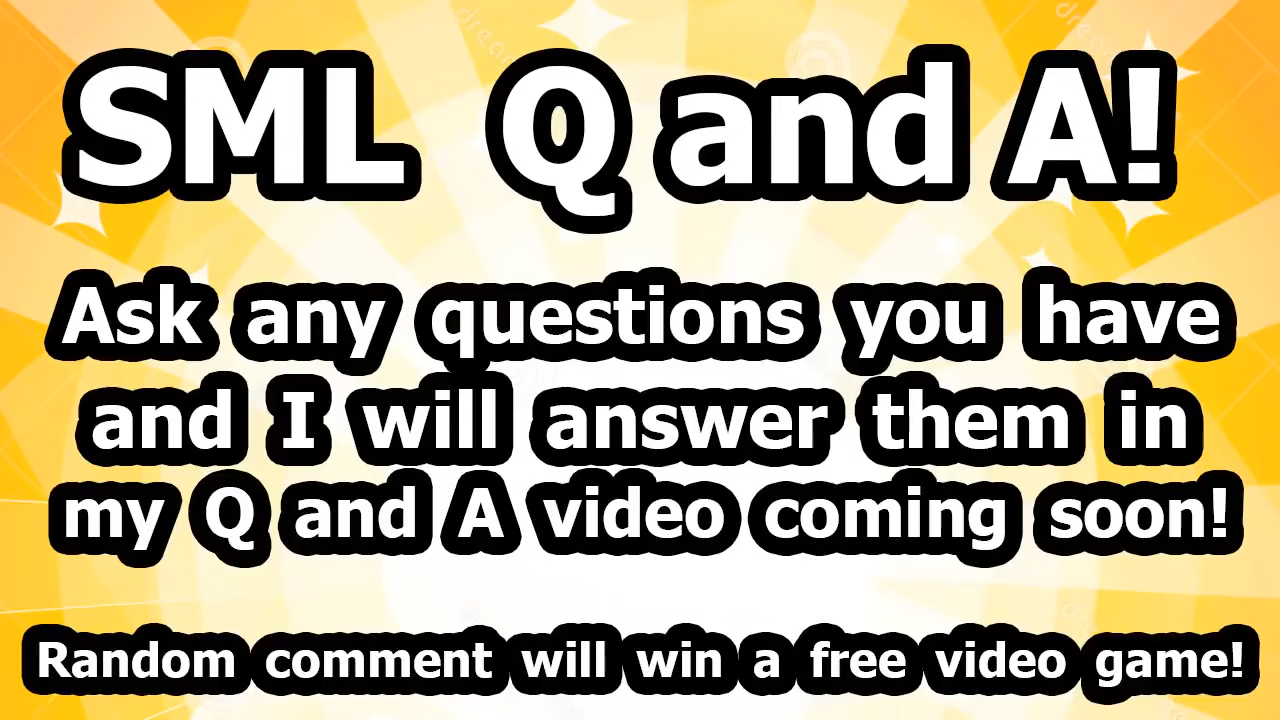 SML Q and A!
Ask any questions you have
and I will answer them in
my Q and A video coming soon!
Random comment will win a free video game!